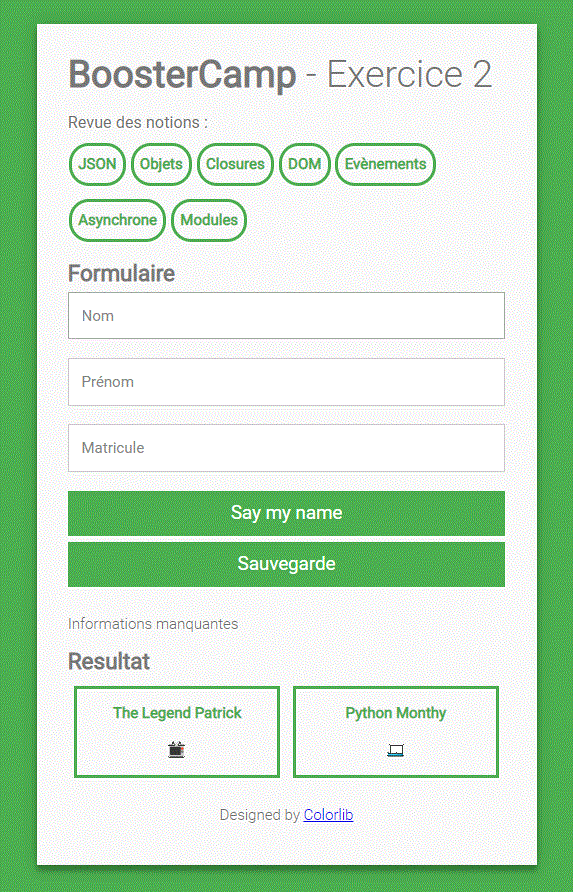 BoosterCamp - Exercice 2
Revue des notions :
JSON Objets Closures DOM Evènements
Asynchrone Modules
Formulaire
Nom
Prénom
Matricule
Say my name
Sauvegarde
Informations manquantes
Resultat
The Legend Patrick Python Monthy
Designed by Colorlib